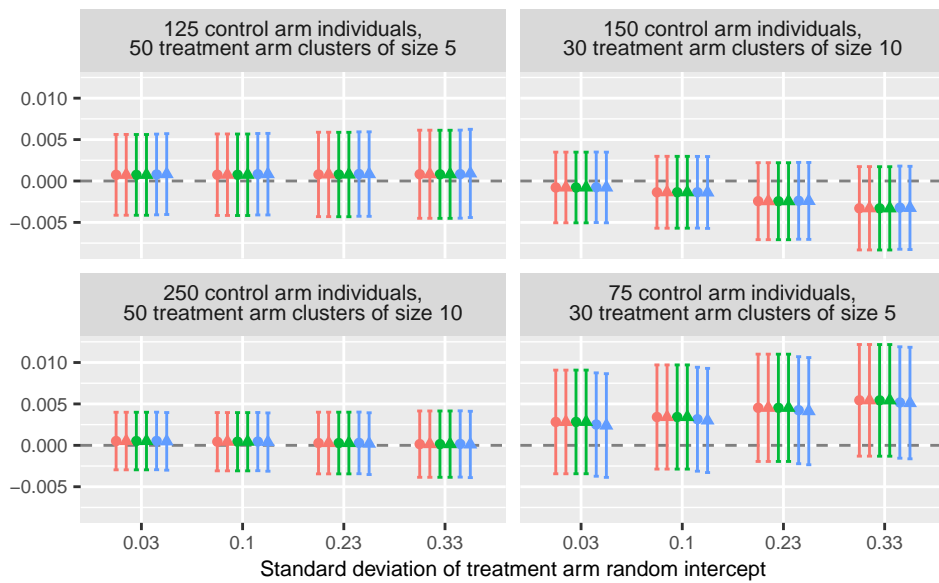 125 control arm individuals,
50 treatment arm clusters of size 5
150 control arm individuals,
30 treatment arm clusters of size 10
0.010
0.005
0.000
−0.005
250 control arm individuals,
50 treatment arm clusters of size 10
75 control arm individuals,
30 treatment arm clusters of size 5
0.010
0.005
0.000
−0.005
0.03 0.1 0.23 0.33 0.03 0.1 0.23 0.33
Standard deviation of treatment arm random intercept